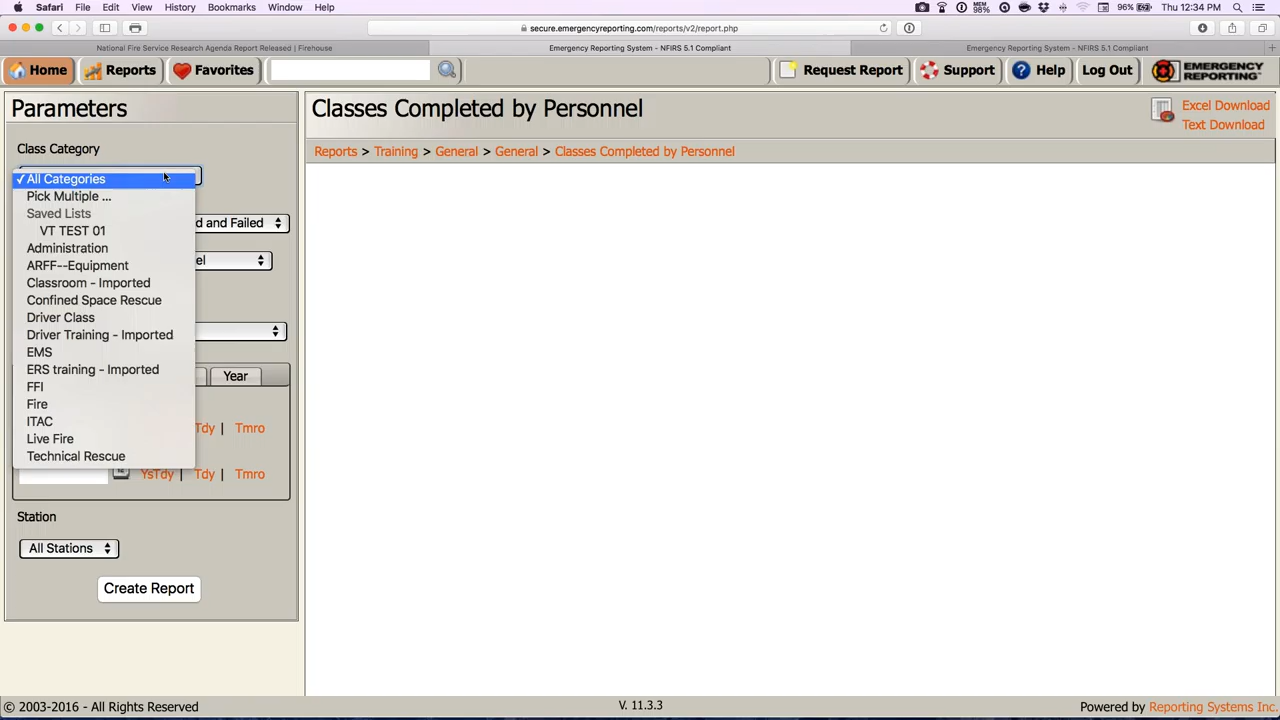 Safari File Edit View History Bookmarks Window Help MEM 98% 96% Thu 12:34 PM
secure.emergencyreporting.com/reports/v2/report.php
National Fire Service Research Agenda Report Released | Firehouse Emergency Reporting System - NFIRS 5.1 Compliant Emergency Reporting System - NFIRS 5.1 Compliant
Home Reports Favorites Request Report Support Help Log Out EMERGENCY REPORTING
Parameters
Classes Completed by Personnel
Excel Download
Text Download
Reports > Training > General > General > Classes Completed by Personnel
Class Category
✓ All Categories
Pick Multiple ...
Saved Lists
VT TEST 01
Administration
ARFF--Equipment
Classroom - Imported
Confined Space Rescue
Driver Class
Driver Training - Imported
EMS
ERS training - Imported
FFI
Fire
ITAC
Live Fire
Technical Rescue
d and Failed
el
Year
Tdy | Tmro
YsTdy | Tdy | Tmro
Station
All Stations
Create Report
© 2003-2016 - All Rights Reserved V. 11.3.3 Powered by Reporting Systems Inc.